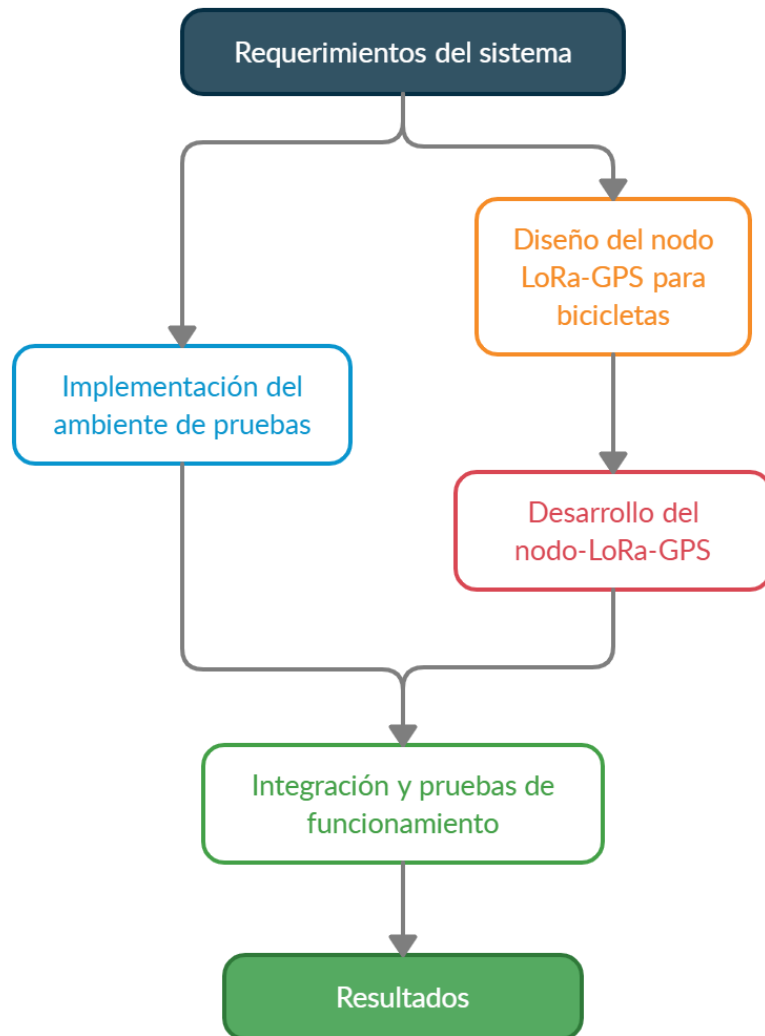 Requerimientos del sistema
Diseño del nodo
LoRa-GPS para
bicicletas
Implementación del
ambiente de pruebas
Desarrollo del
nodo-LoRa-GPS
Integración y pruebas de
funcionamiento
Resultados